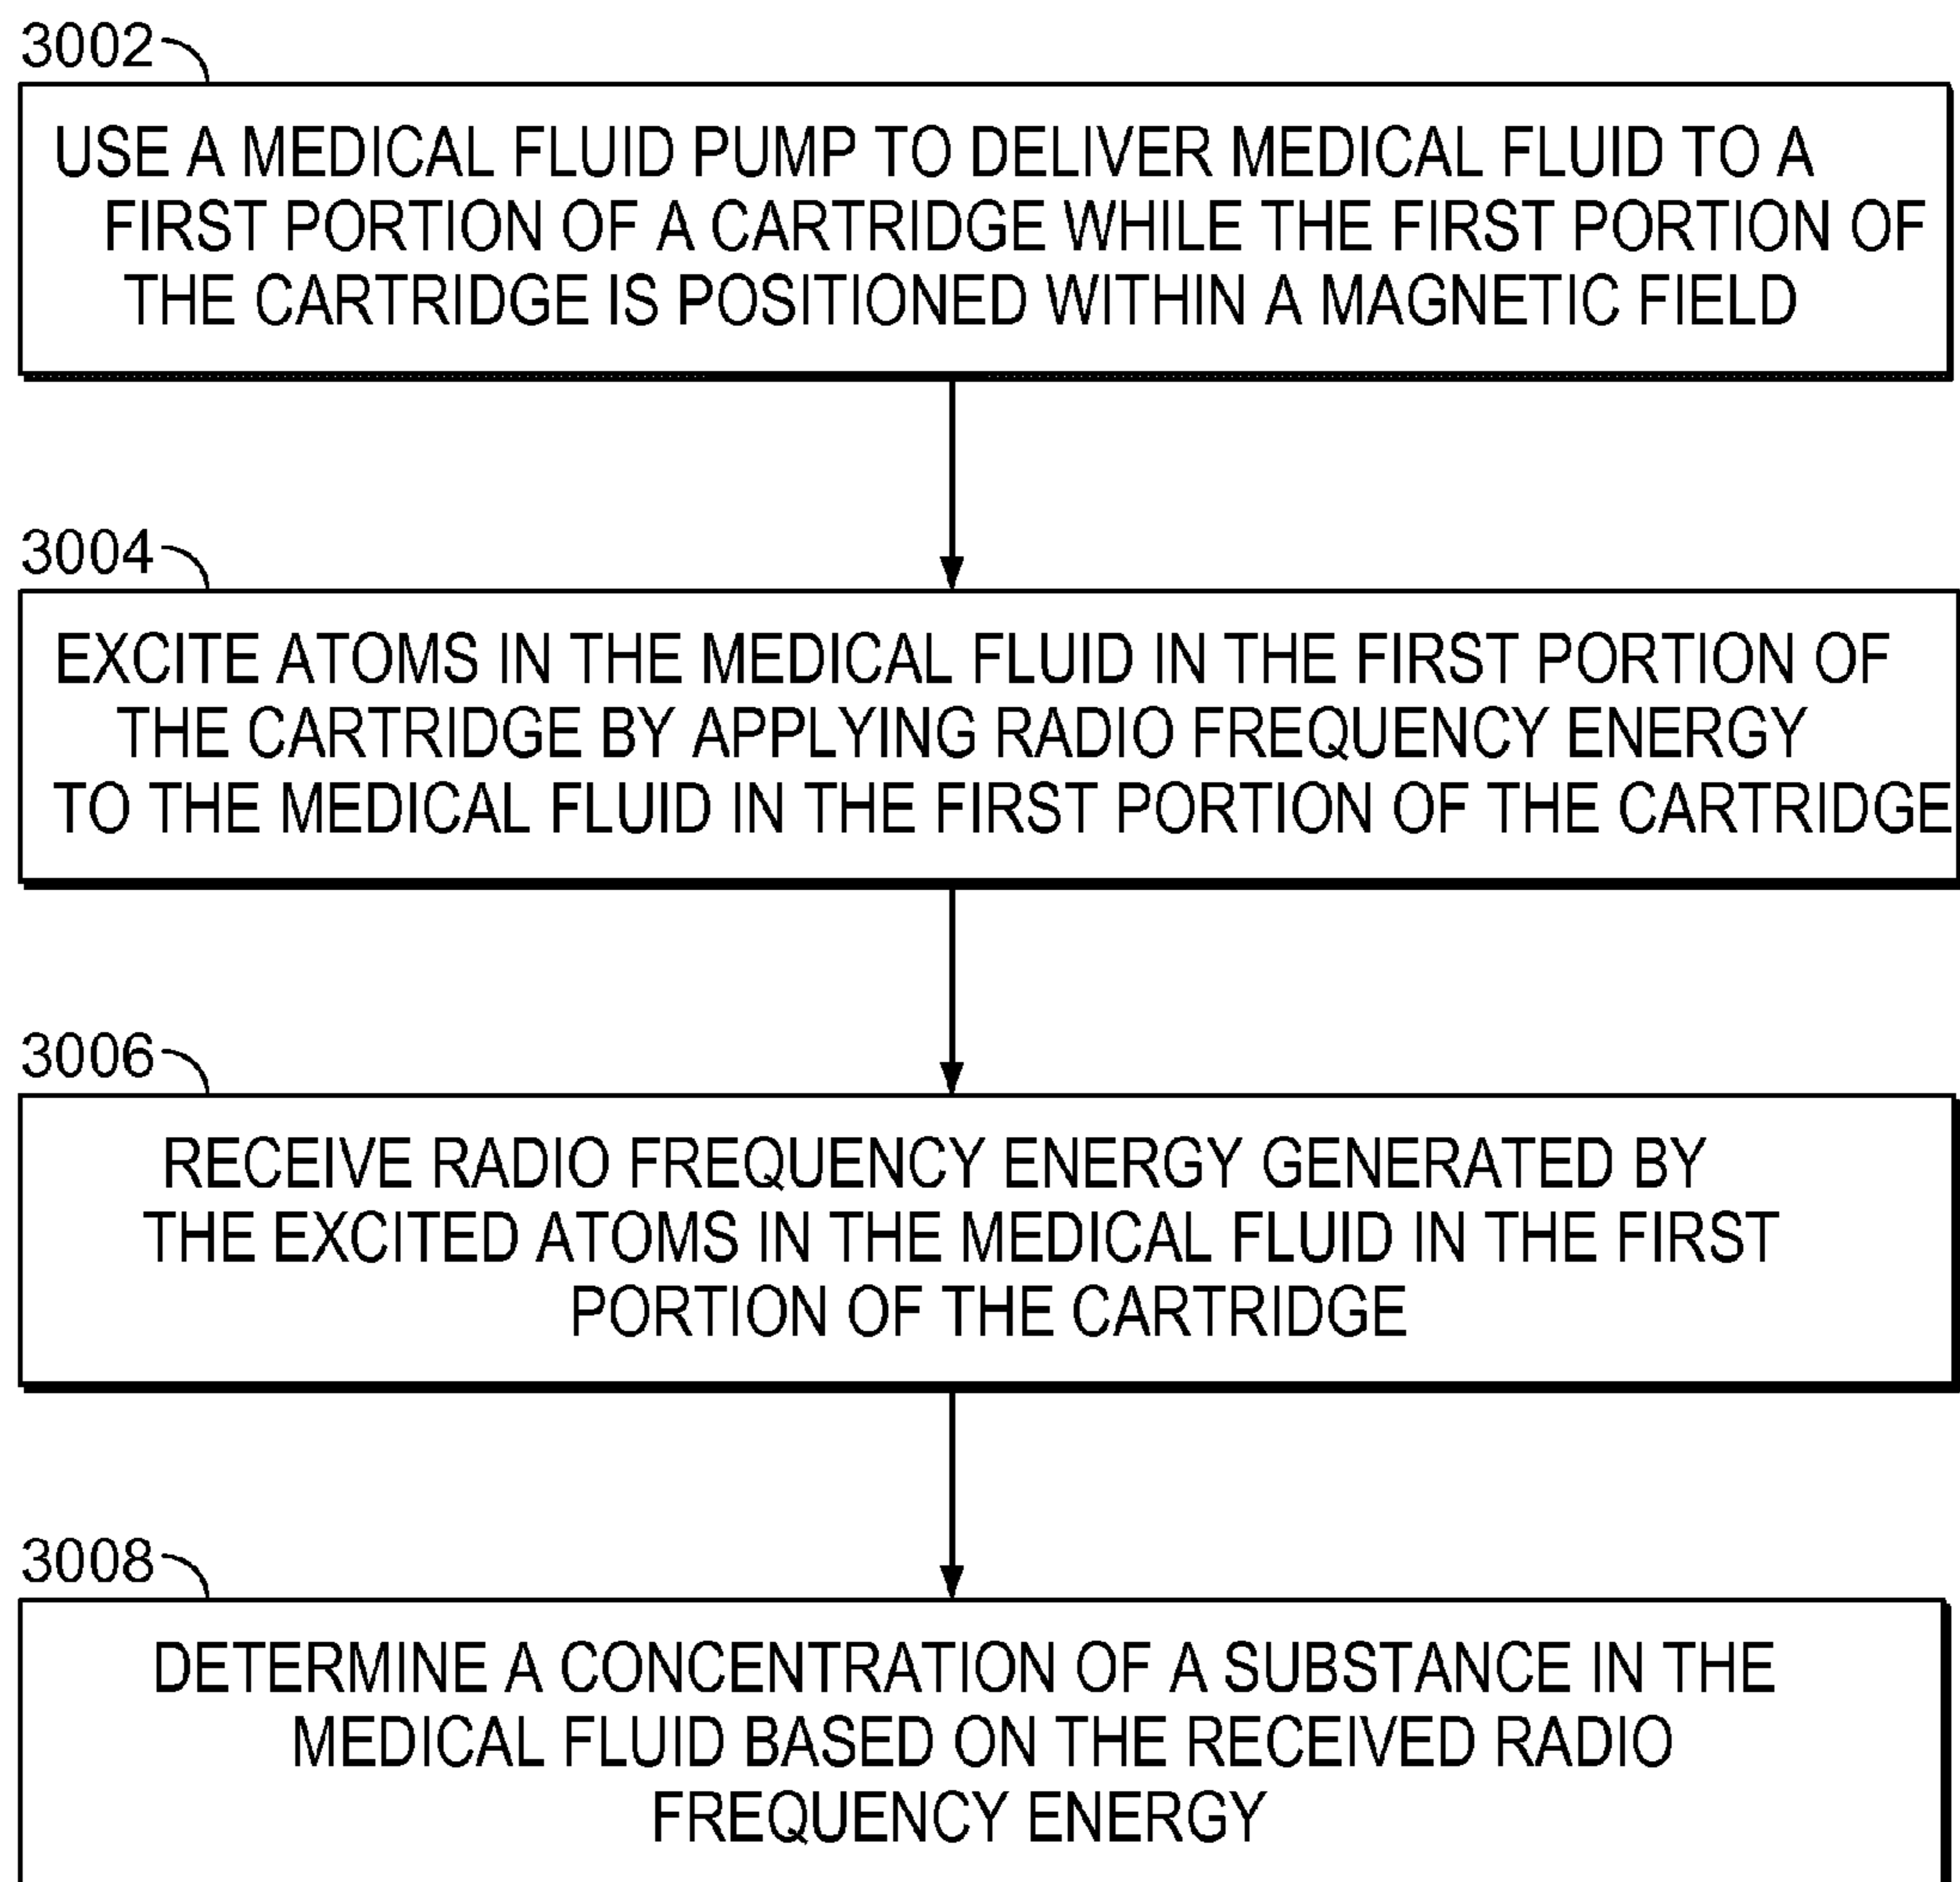 3002
USE A MEDICAL FLUID PUMP TO DELIVER MEDICAL FLUID TO A
FIRST PORTION OF A CARTRIDGE WHILE THE FIRST PORTION OF
THE CARTRIDGE IS POSITIONED WITHIN A MAGNETIC FIELD
3004
EXCITE ATOMS IN THE MEDICAL FLUID IN THE FIRST PORTION OF
THE CARTRIDGE BY APPLYING RADIO FREQUENCY ENERGY
TO THE MEDICAL FLUID IN THE FIRST PORTION OF THE CARTRIDGE
3006
RECEIVE RADIO FREQUENCY ENERGY GENERATED BY
THE EXCITED ATOMS IN THE MEDICAL FLUID IN THE FIRST
PORTION OF THE CARTRIDGE
3008
DETERMINE A CONCENTRATION OF A SUBSTANCE IN THE
MEDICAL FLUID BASED ON THE RECEIVED RADIO
FREQUENCY ENERGY